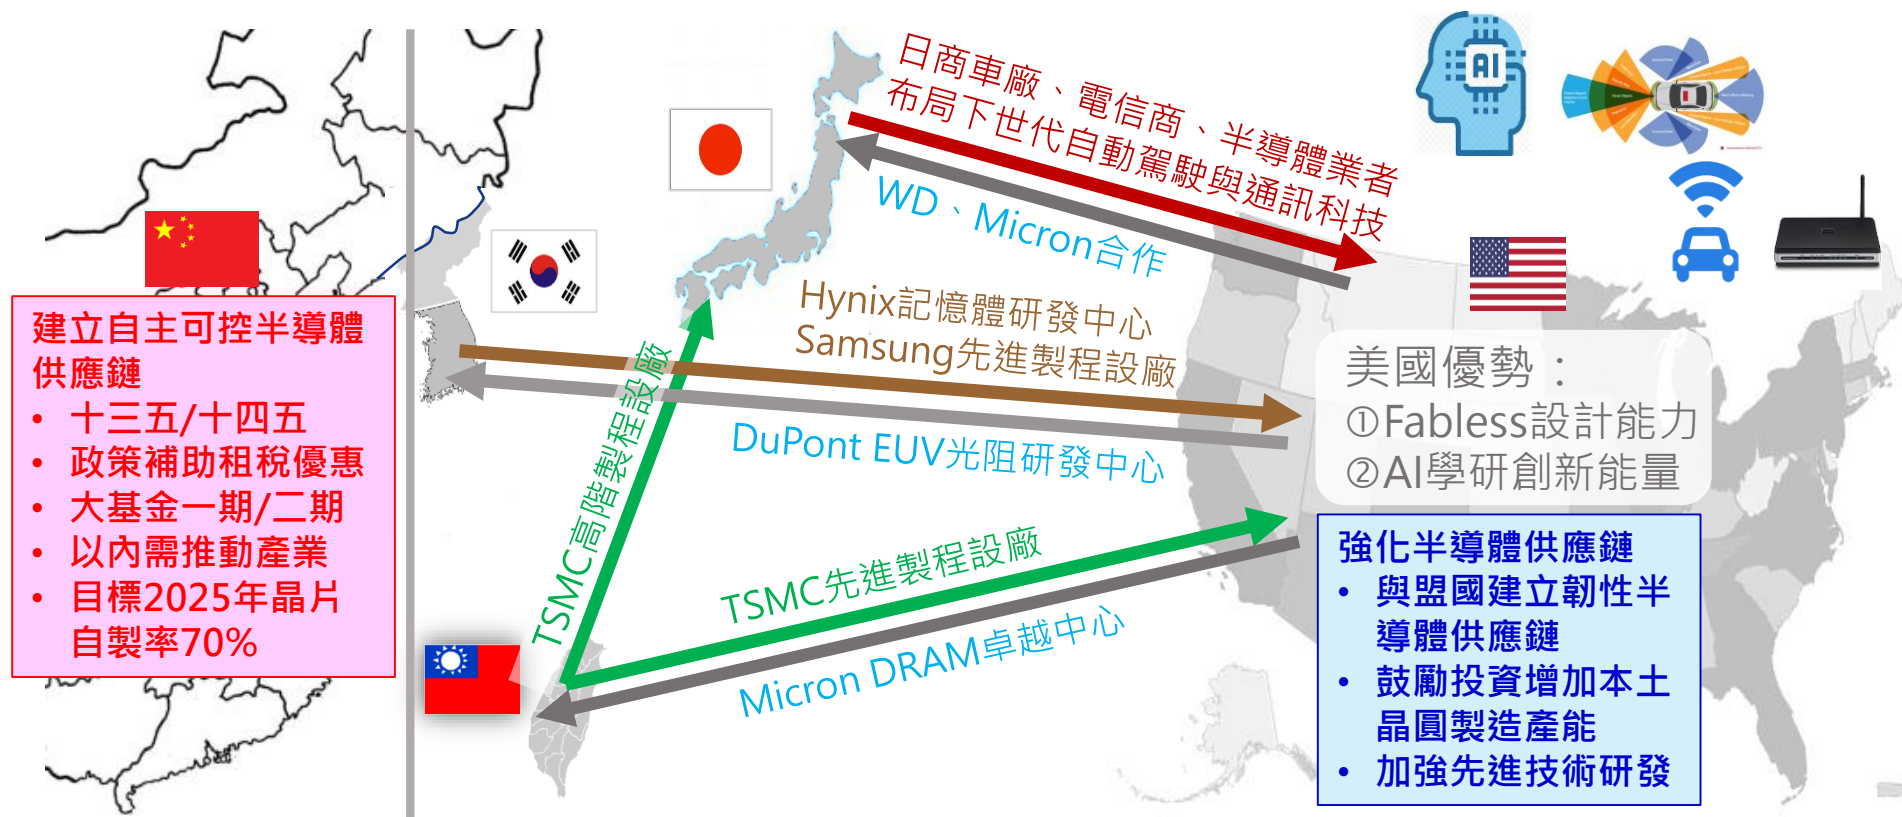 日商車廠、電信商、半導體業者
布局下世代自動駕駛與通訊科技
WD、Micron合作
AI
Hynix記憶體研發中心
Samsung先進製程設廠
DuPont EUV光阻研發中心
TSMC高階製程設廠
TSMC先進製程設廠
Micron DRAM卓越中心
建立自主可控半導體
供應鏈
• 十三五/十四五
• 政策補助租稅優惠
• 大基金一期/二期
• 以內需推動產業
• 目標2025年晶片
自製率70%
美國優勢：
①Fabless設計能力
②AI學研創新能量
強化半導體供應鏈
• 與盟國建立韌性半
導體供應鏈
• 鼓勵投資增加本土
晶圓製造產能
• 加強先進技術研發